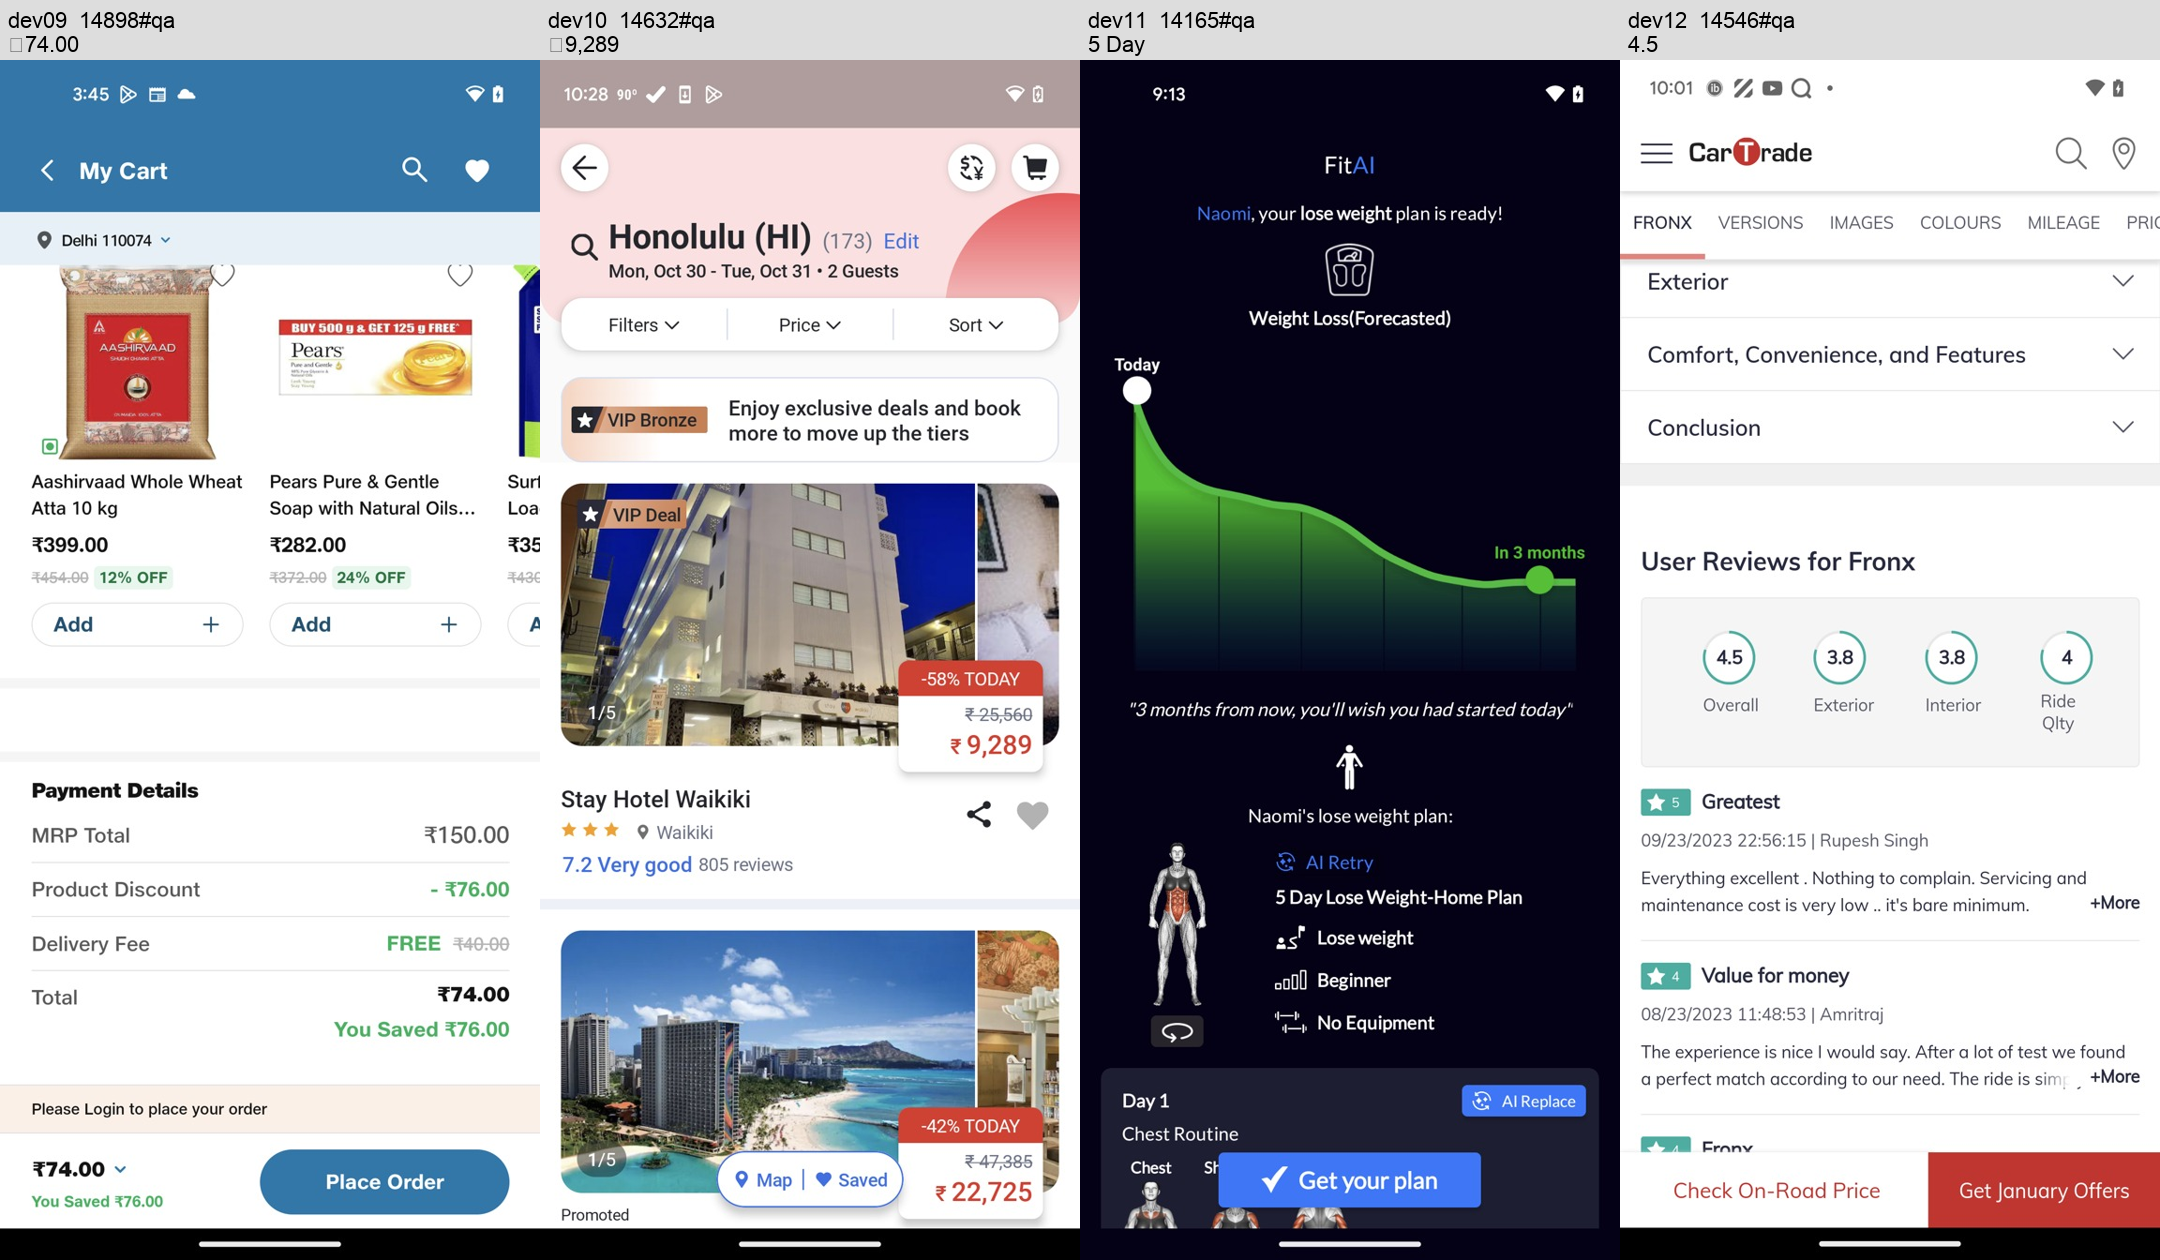 dev09 14898#qa
□74.00
3:45
My Cart
Delhi 110074
AASHIRVAAD
Aashirvaad Whole Wheat
Atta 10 kg
₹399.00
₹454.00 12% OFF
Add +
BUY 500 g & GET 125 g FREE*
Pears
Pure and Gentle
Pears Pure & Gentle
Soap with Natural Oils...
₹282.00
₹372.00 24% OFF
Add +
Surf
Loa
₹35
₹430
A
Payment Details
MRP Total ₹150.00
Product Discount - ₹76.00
Delivery Fee FREE ₹40.00
Total ₹74.00
You Saved ₹76.00
Please Login to place your order
₹74.00
You Saved ₹76.00
Place Order
dev10 14632#qa
□9,289
10:28 90°
Honolulu (HI) (173) Edit
Mon, Oct 30 - Tue, Oct 31 • 2 Guests
Filters Price Sort
VIP Bronze
Enjoy exclusive deals and book
more to move up the tiers
VIP Deal
1/5
-58% TODAY
₹ 25,560
₹ 9,289
Stay Hotel Waikiki
Waikiki
7.2 Very good 805 reviews
1/5
-42% TODAY
₹ 47,385
₹ 22,725
Map | Saved
Promoted
dev11 14165#qa
5 Day
9:13
FitAI
Naomi, your lose weight plan is ready!
Weight Loss(Forecasted)
Today
In 3 months
"3 months from now, you'll wish you had started today"
Naomi's lose weight plan:
AI Retry
5 Day Lose Weight-Home Plan
Lose weight
Beginner
No Equipment
Day 1
AI Replace
Chest Routine
Chest Sh
Get your plan
dev12 14546#qa
4.5
10:01
CarTrade
FRONX VERSIONS IMAGES COLOURS MILEAGE PRIC
Exterior
Comfort, Convenience, and Features
Conclusion
User Reviews for Fronx
4.5 3.8 3.8 4
Overall Exterior Interior Ride
Qlty
5 Greatest
09/23/2023 22:56:15 | Rupesh Singh
Everything excellent . Nothing to complain. Servicing and
maintenance cost is very low .. it's bare minimum. +More
4 Value for money
08/23/2023 11:48:53 | Amritraj
The experience is nice I would say. After a lot of test we found
a perfect match according to our need. The ride is simp +More
4 Fronx
Check On-Road Price
Get January Offers